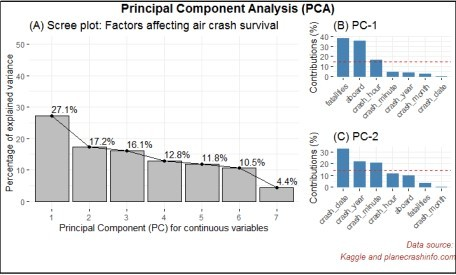 Principal Component Analysis (PCA)
(A) Scree plot: Factors affecting air crash survival
Percentage of explained variance
50
40
30
20
10
0
27.1%
17.2%
16.1%
12.8%
11.8%
10.5%
4.4%
1 2 3 4 5 6 7
Principal Component (PC) for continuous variables
(B) PC-1
Contributions (%)
40
30
20
10
0
fatalities
aboard
crash_hour
crash_minute
crash_year
crash_month
crash_date
(C) PC-2
Contributions (%)
30
20
10
0
crash_date
crash_year
crash_minute
crash_hour
aboard
fatalities
crash_month
Data source:
Kaggle and planecrashinfo.com